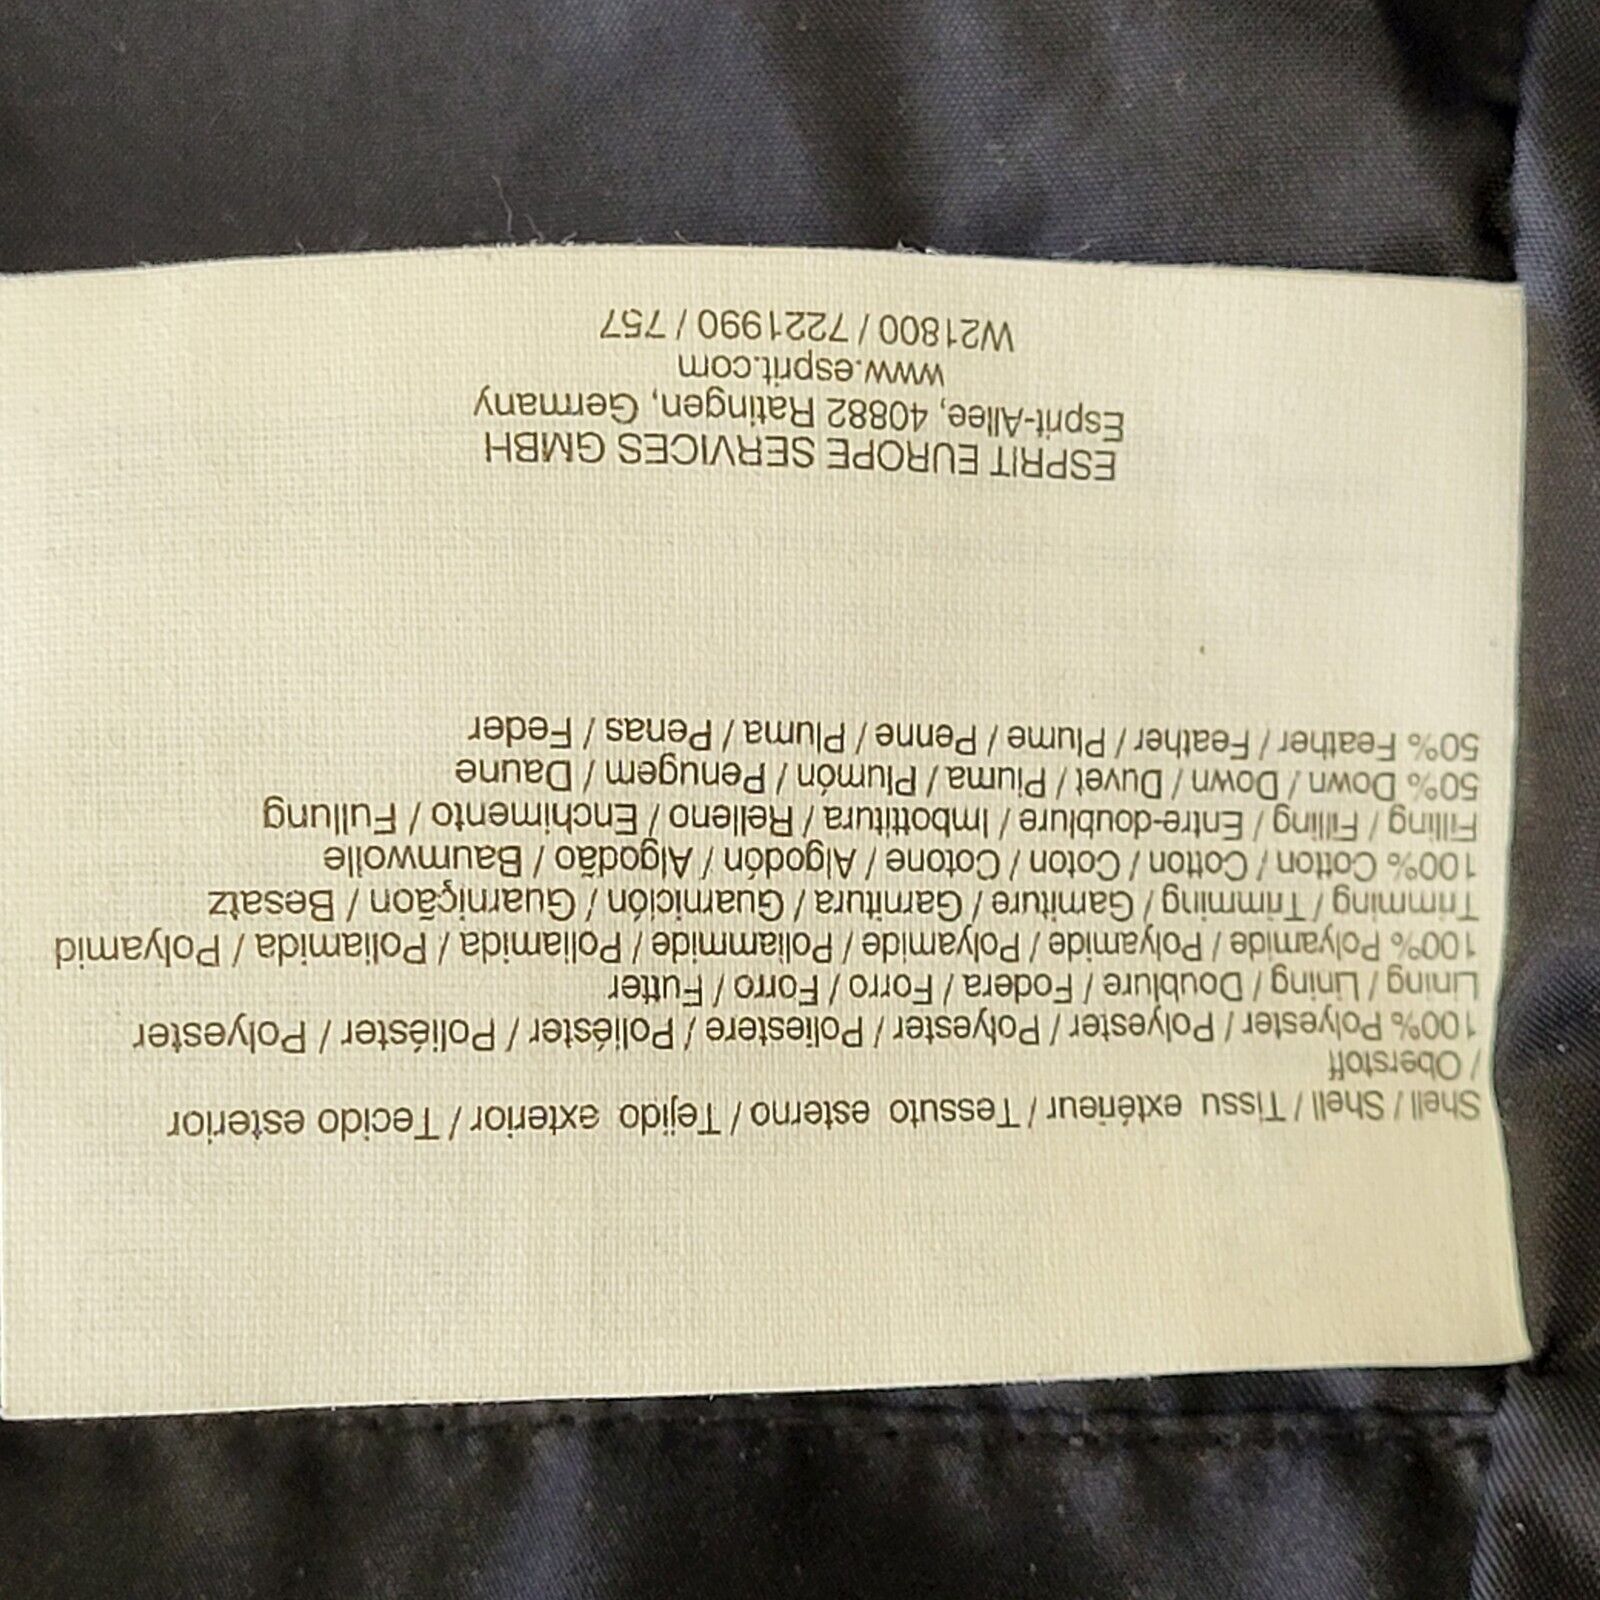 Shell / Shell / Tissu extérieur / Tessuto esterno / Tejido exterior / Tecido esterior
/ Oberstoff
100% Polyester / Polyester / Polyester / Poliestere / Poliéster / Poliéster / Polyester
Lining / Lining / Doublure / Fodera / Forro / Forro / Futter
100% Polyamide / Polyamide / Polyamide / Poliammide / Poliamida / Poliamida / Polyamid
Trimming / Trimming / Garniture / Garnitura / Guarnición / Guarniçãon / Besatz
100% Cotton / Cotton / Coton / Cotone / Algodón / Algodão / Baumwolle
Filling / Filling / Entre-doublure / Imbottitura / Relleno / Enchimento / Fullung
50% Down / Down / Duvet / Piuma / Plumón / Penugem / Daune
50% Feather / Feather / Plume / Penne / Pluma / Penas / Feder
ESPRIT EUROPE SERVICES GMBH
Esprit-Allee, 40882 Ratingen, Germany
www.esprit.com
W21800 / 7221990 / 757